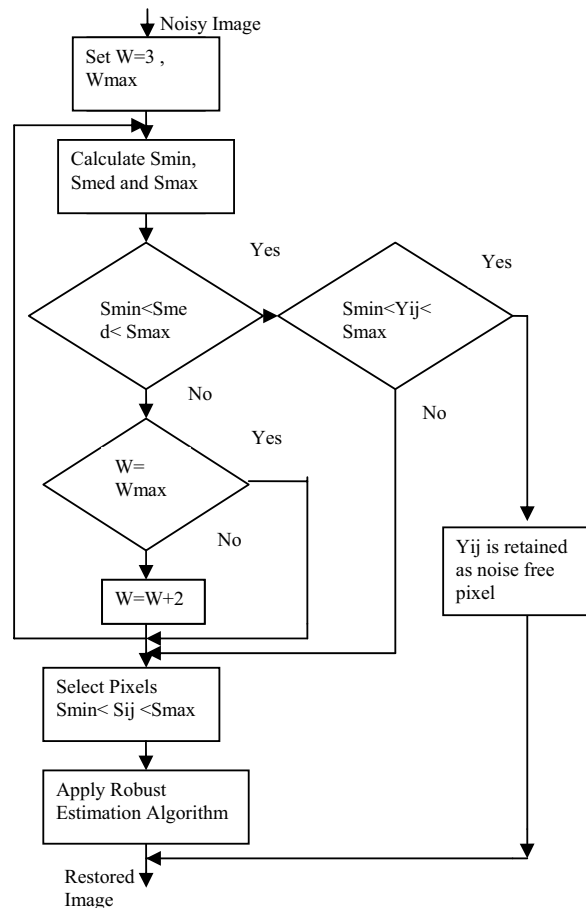 Noisy Image
Set W=3 ,
Wmax
Calculate Smin,
Smed and Smax
Yes
Smin<Sme
d< Smax
Yes
Smin<Yij<
Smax
No
No
Yes
W=
Wmax
No
W=W+2
Yij is retained
as noise free
pixel
Select Pixels
Smin< Sij <Smax
Apply Robust
Estimation Algorithm
Restored
Image